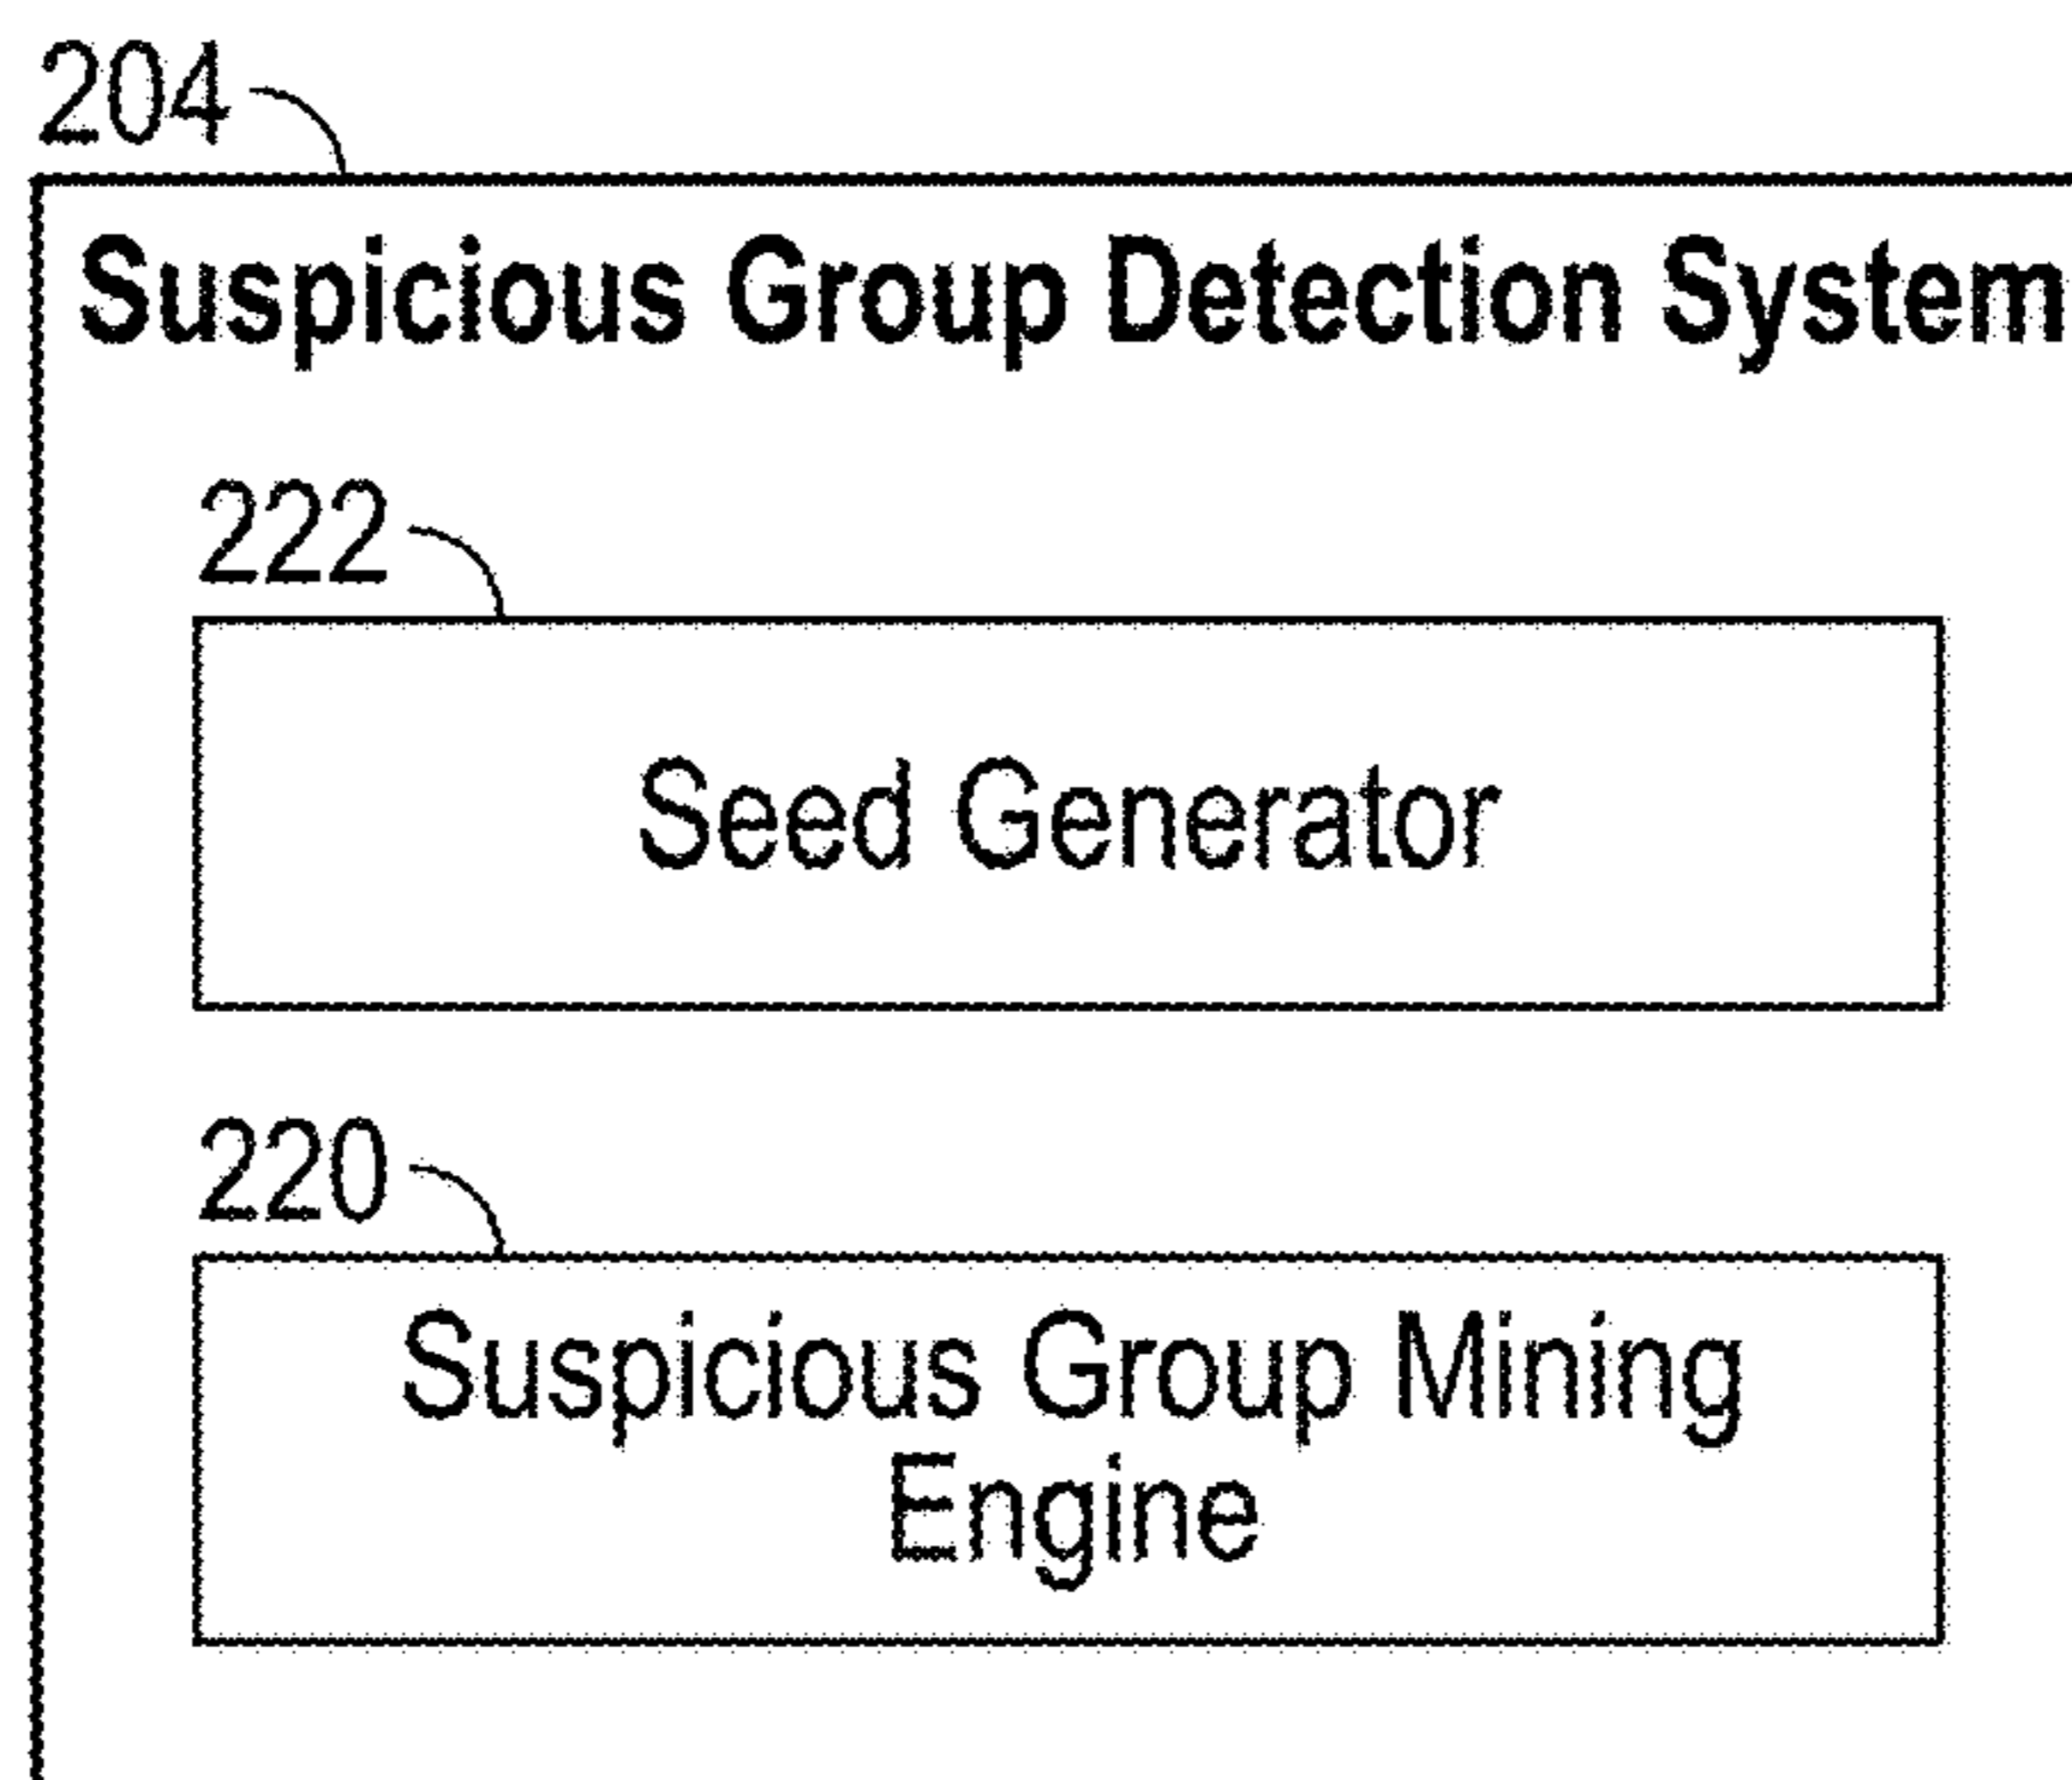 204
Suspicious Group Detection System
222
Seed Generator
220
Suspicious Group Mining
Engine